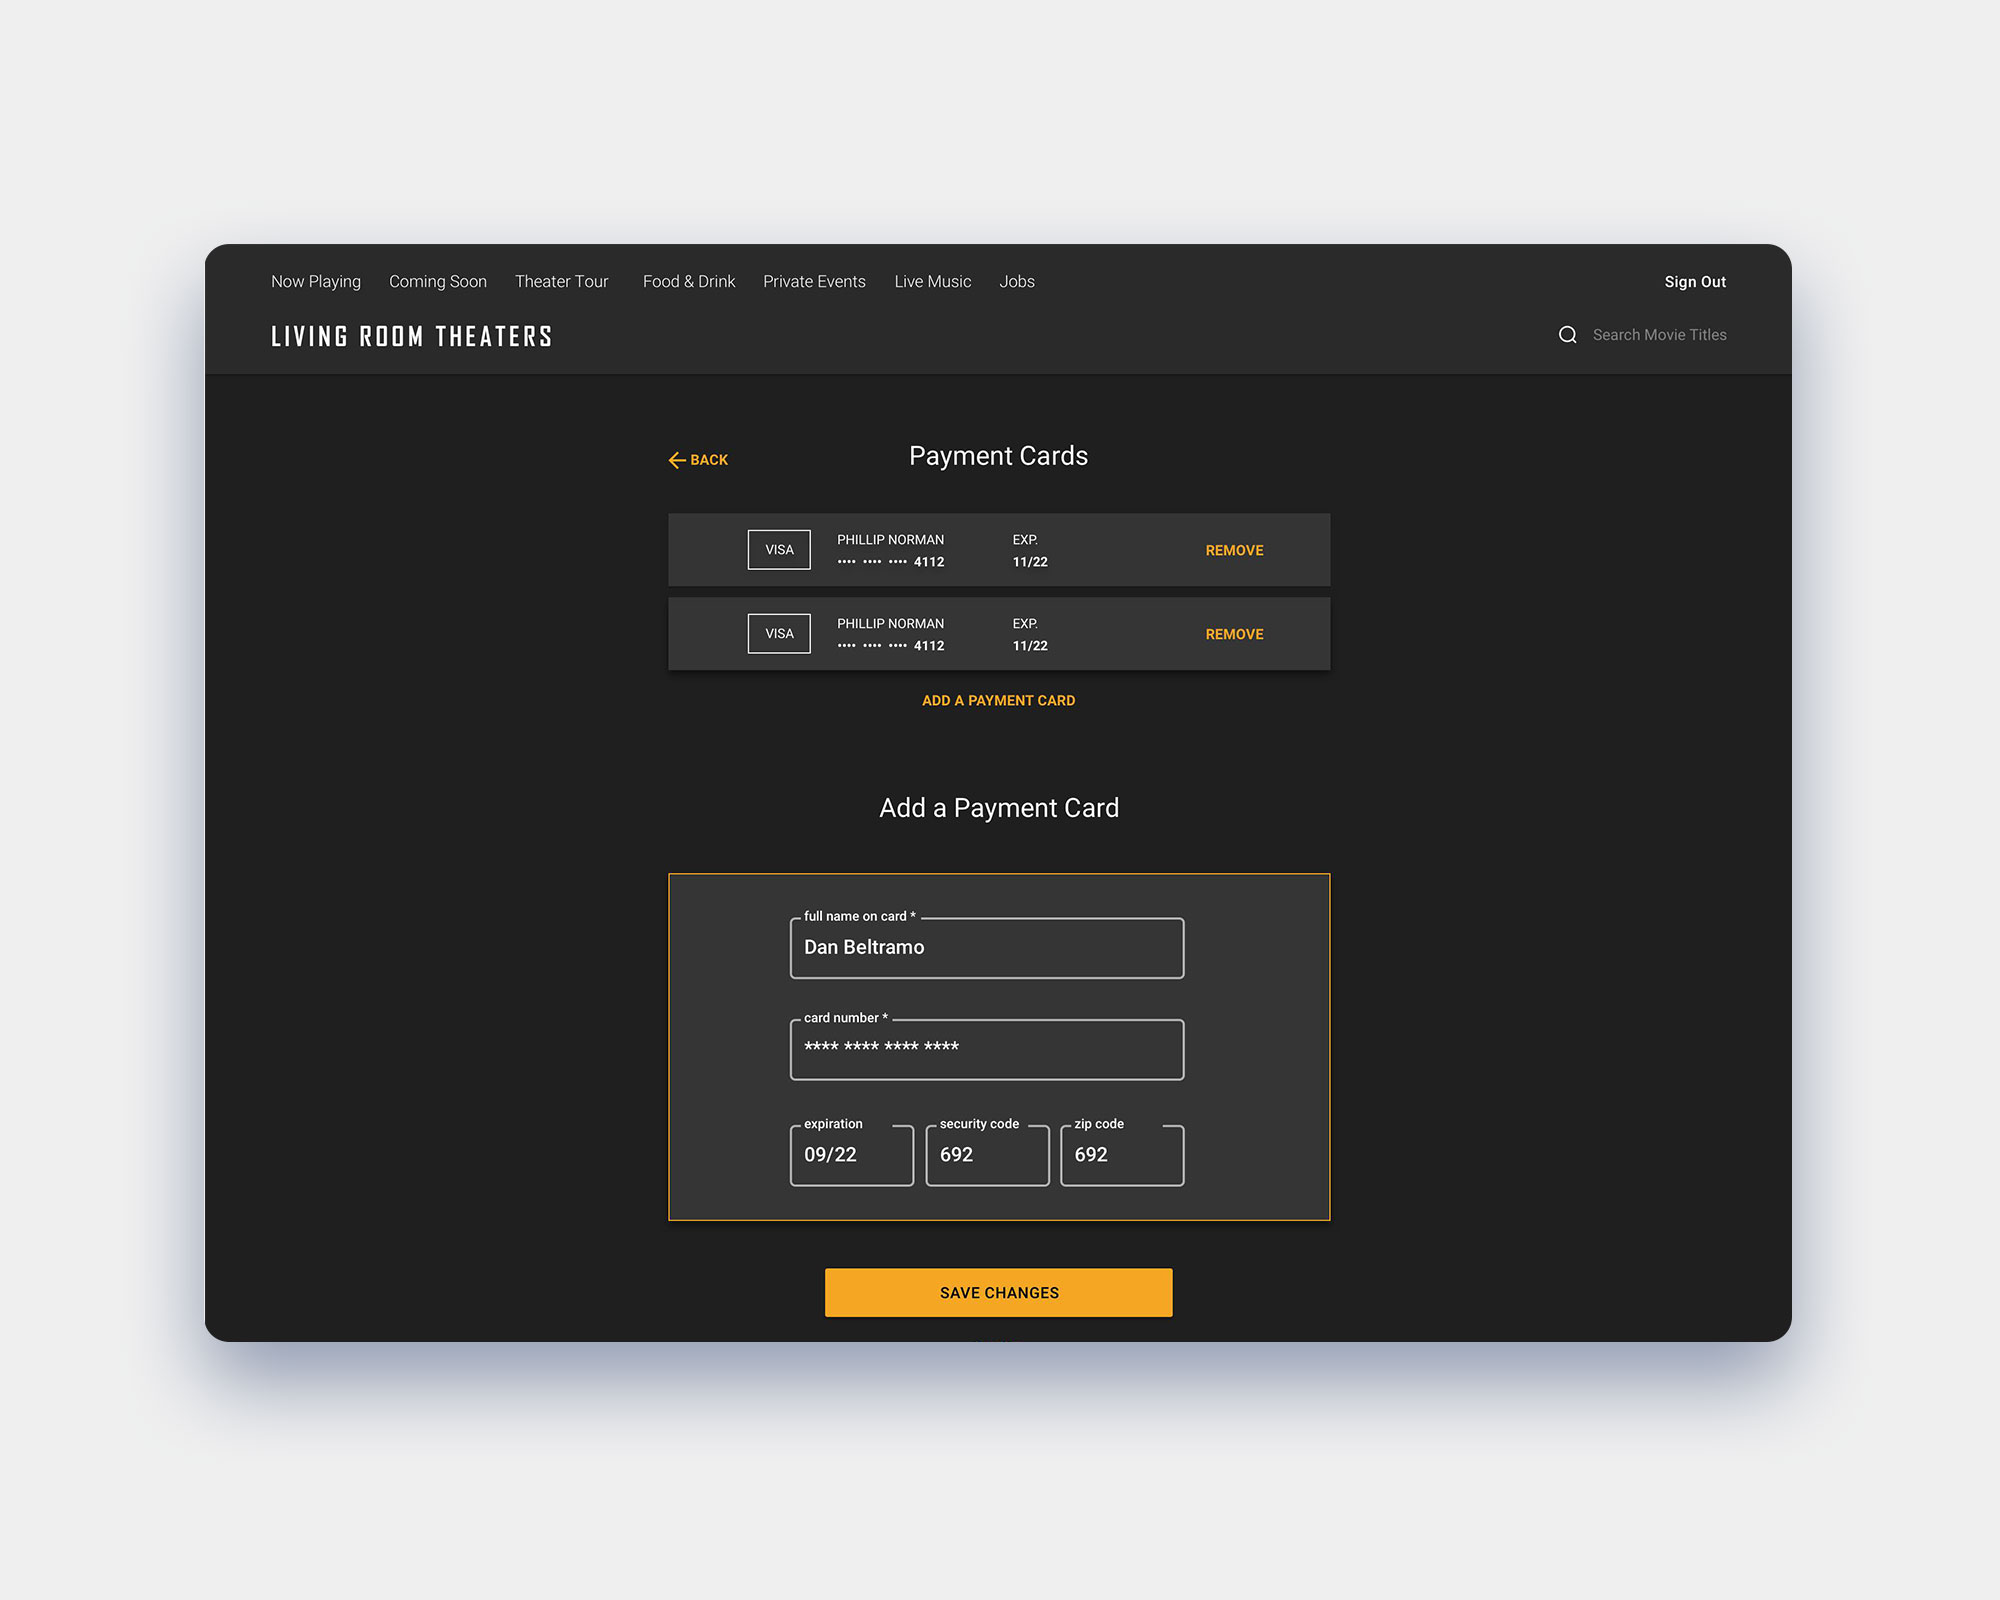 Now Playing Coming Soon Theater Tour Food & Drink Private Events Live Music Jobs Sign Out
LIVING ROOM THEATERS Search Movie Titles
BACK Payment Cards
VISA PHILLIP NORMAN EXP. REMOVE
•••• •••• •••• 4112 11/22
VISA PHILLIP NORMAN EXP. REMOVE
•••• •••• •••• 4112 11/22
ADD A PAYMENT CARD
Add a Payment Card
full name on card *
Dan Beltramo
card number *
**** **** **** ****
expiration security code zip code
09/22 692 692
SAVE CHANGES